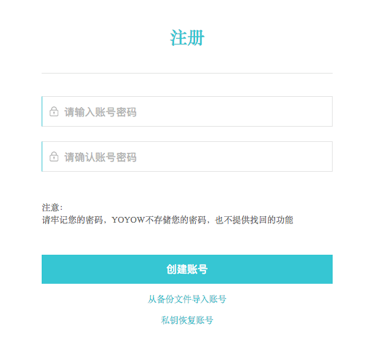 注册
请输入账号密码
请确认账号密码
注意：
请牢记您的密码，YOYOW不存储您的密码，也不提供找回的功能
创建账号
从备份文件导入账号
私钥恢复账号